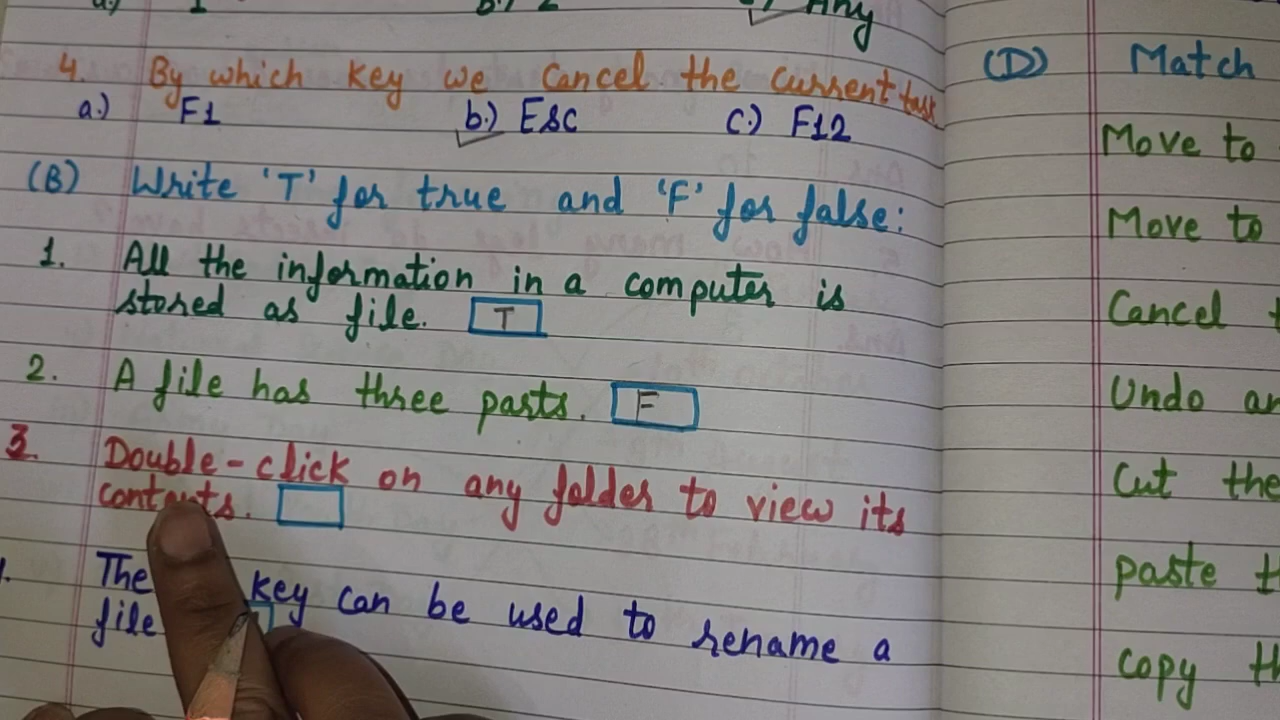 Any
4. By which key we cancel the current task
a.) F1 b.) Esc c.) F12
(B) Write 'T' for true and 'F' for false:
1. All the information in a computer is
stored as file. T
2. A file has three parts. F
3. Double-click on any folder to view its
contents.
The key can be used to rename a
file
(D) Match
Move to
Move to
Cancel
Undo
Cut the
paste
copy